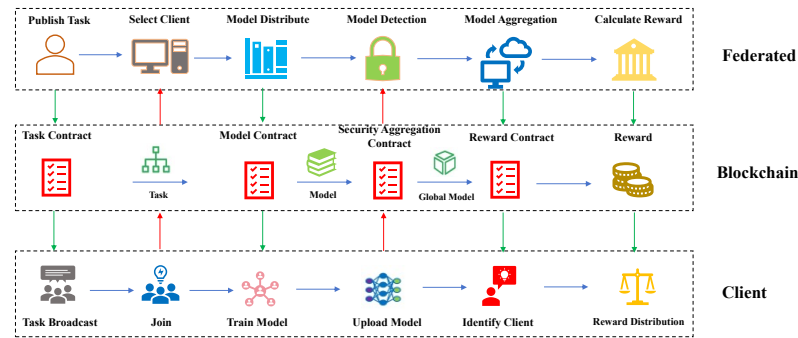 Publish Task
Select Client
Model Distribute
Model Detection
Model Aggregation
Calculate Reward
Federated
Task Contract
Model Contract
Security Aggregation
Contract
Reward Contract
Reward
Task
Model
Global Model
Blockchain
Task Broadcast
Join
Train Model
Upload Model
Identify Client
Reward Distribution
Client